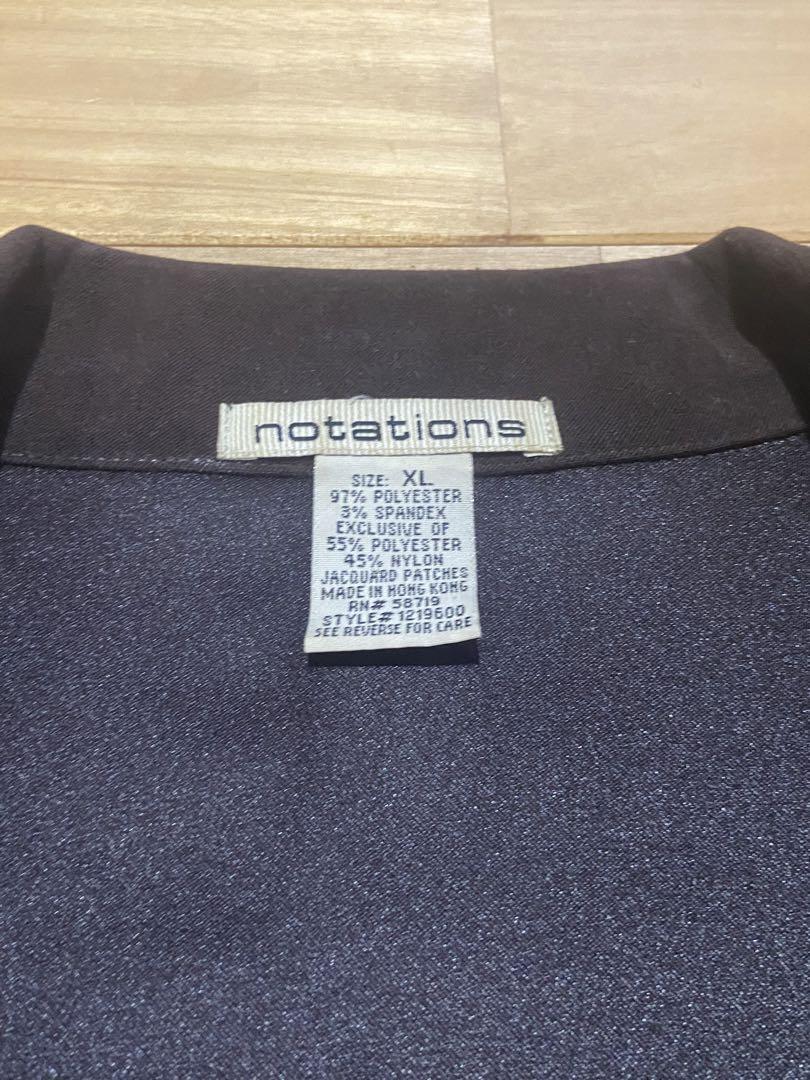 notations
SIZE: XL
97% POLYESTER
3% SPANDEX
EXCLUSIVE OF
55% POLYESTER
45% NYLON
JACQUARD PATCHES
MADE IN HONG KONG
RN# 58719
STYLE# 1219600
SEE REVERSE FOR CARE